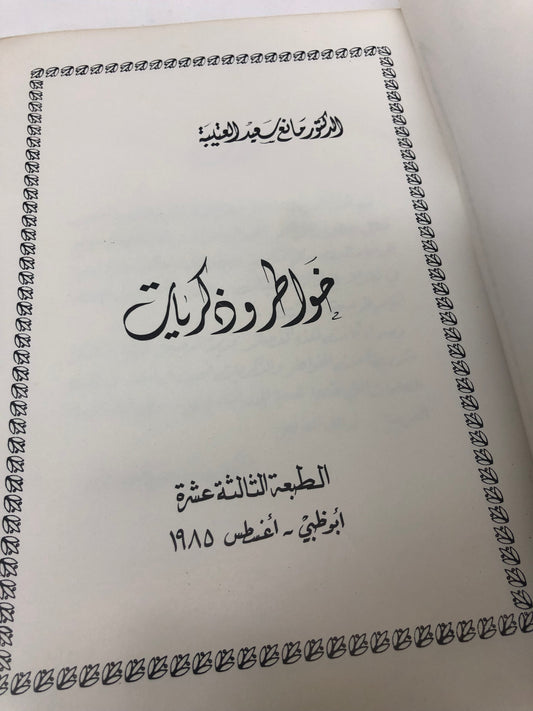 الدكتور مانع سعيد العتيبة
خواطر وذكريات
الطبعة الثالثة عشرة
أبوظبي - أغسطس ١٩٨٥